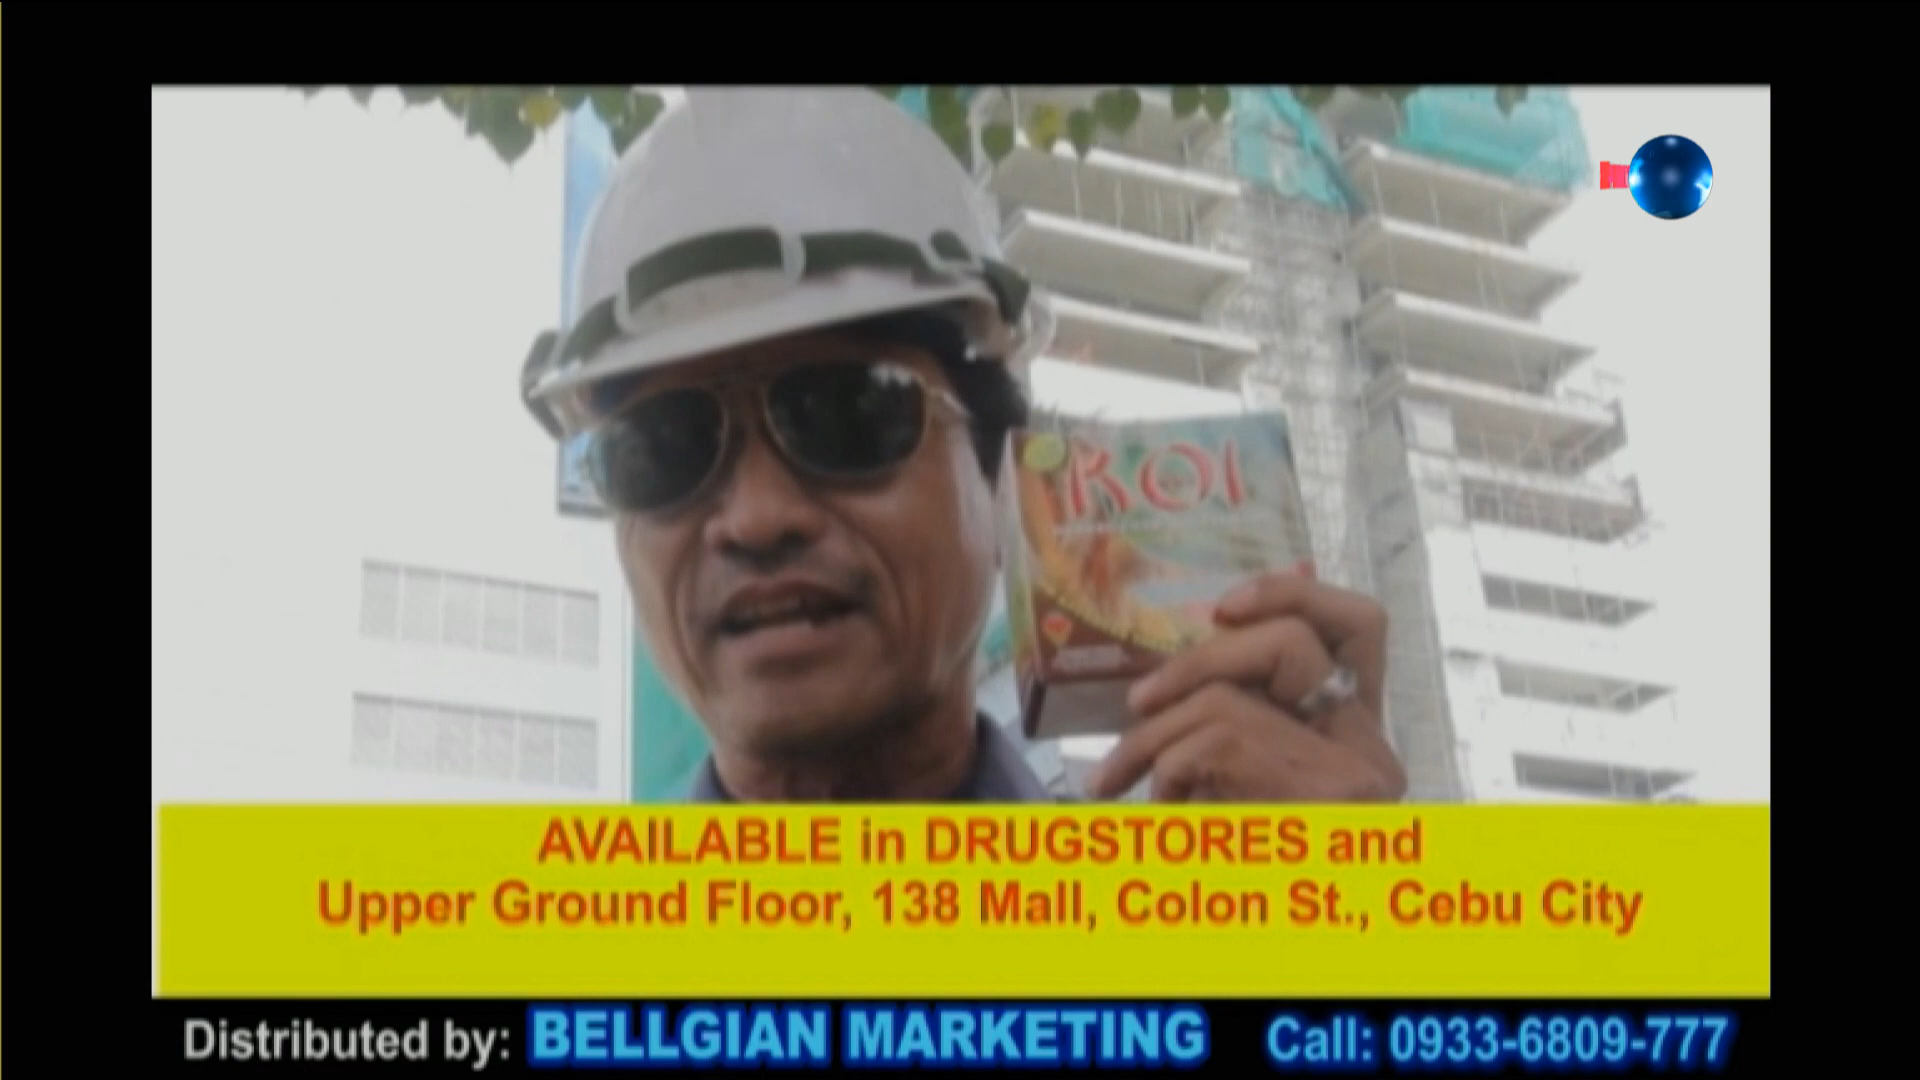 KOI
AVAILABLE in DRUGSTORES and
Upper Ground Floor, 138 Mall, Colon St., Cebu City
Distributed by: BELLGIAN MARKETING Call: 0933-6809-777